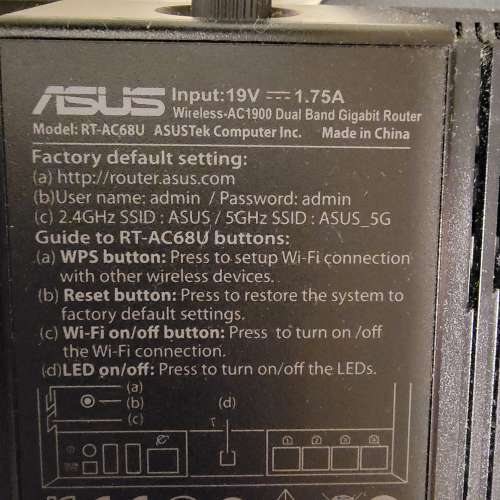 ASUS Input:19V ⎓ 1.75A
Wireless-AC1900 Dual Band Gigabit Router
Model: RT-AC68U ASUSTek Computer Inc. Made in China
Factory default setting:
(a) http://router.asus.com
(b)User name: admin / Password: admin
(c) 2.4GHz SSID : ASUS / 5GHz SSID : ASUS_5G
Guide to RT-AC68U buttons:
(a) WPS button: Press to setup Wi-Fi connection
with other wireless devices.
(b) Reset button: Press to restore the system to
factory default settings.
(c) Wi-Fi on/off button: Press to turn on /off
the Wi-Fi connection.
(d)LED on/off: Press to turn on/off the LEDs.
(a)
(b) (d)
(c)
1 2 3 4